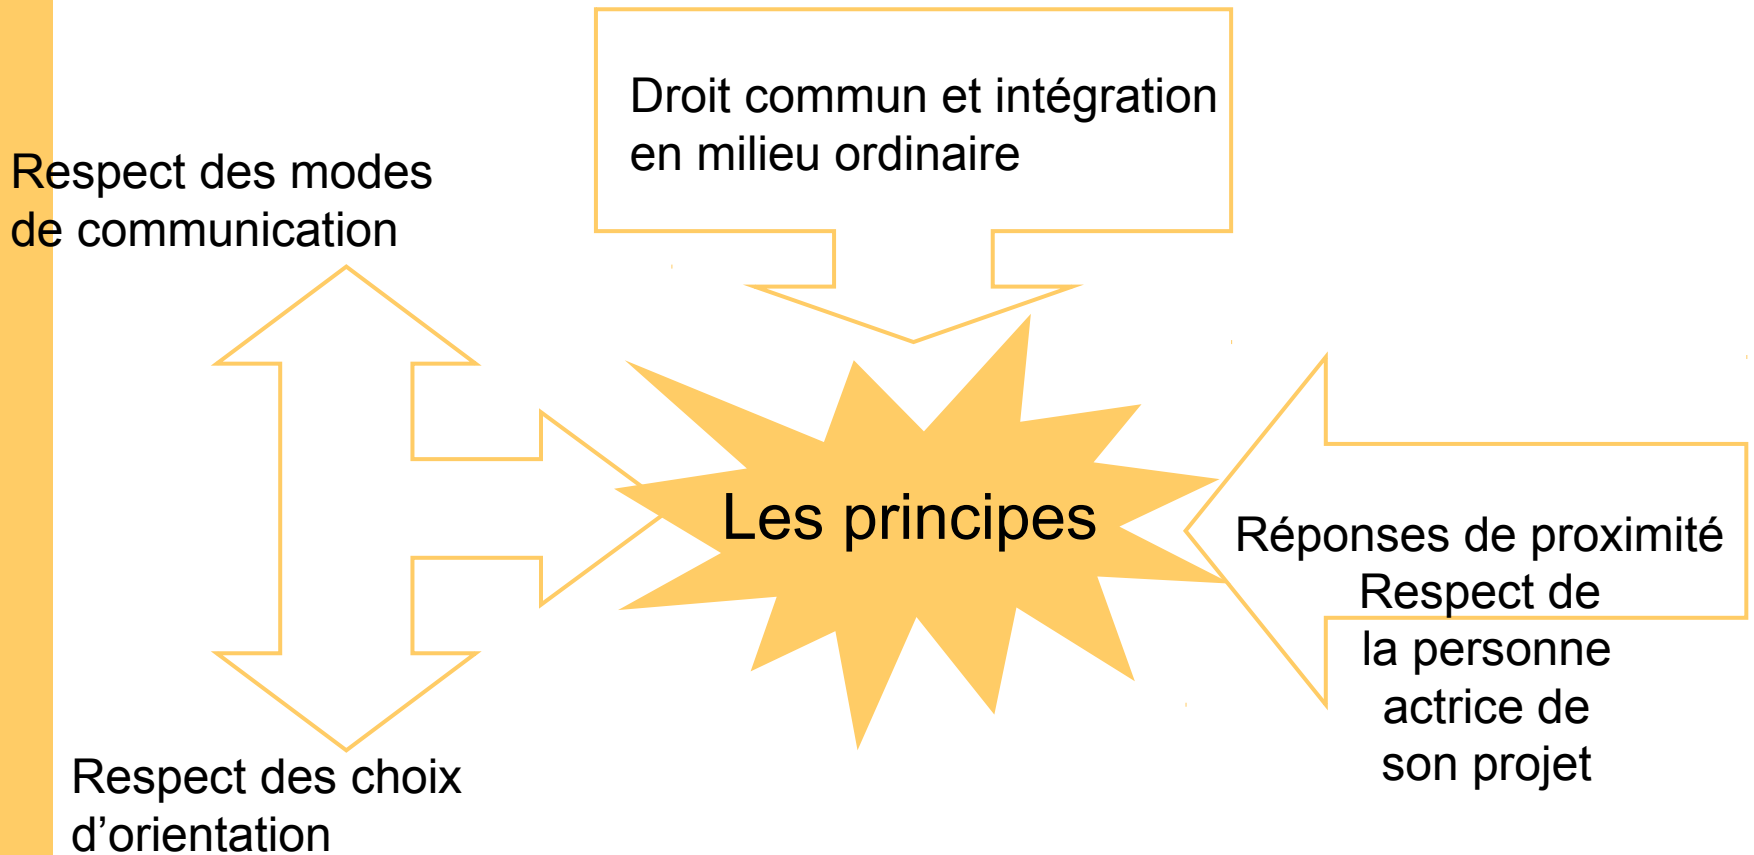 Droit commun et intégration
en milieu ordinaire
Respect des modes
de communication
Les principes
Réponses de proximité
Respect de
la personne
actrice de
son projet
Respect des choix
d’orientation